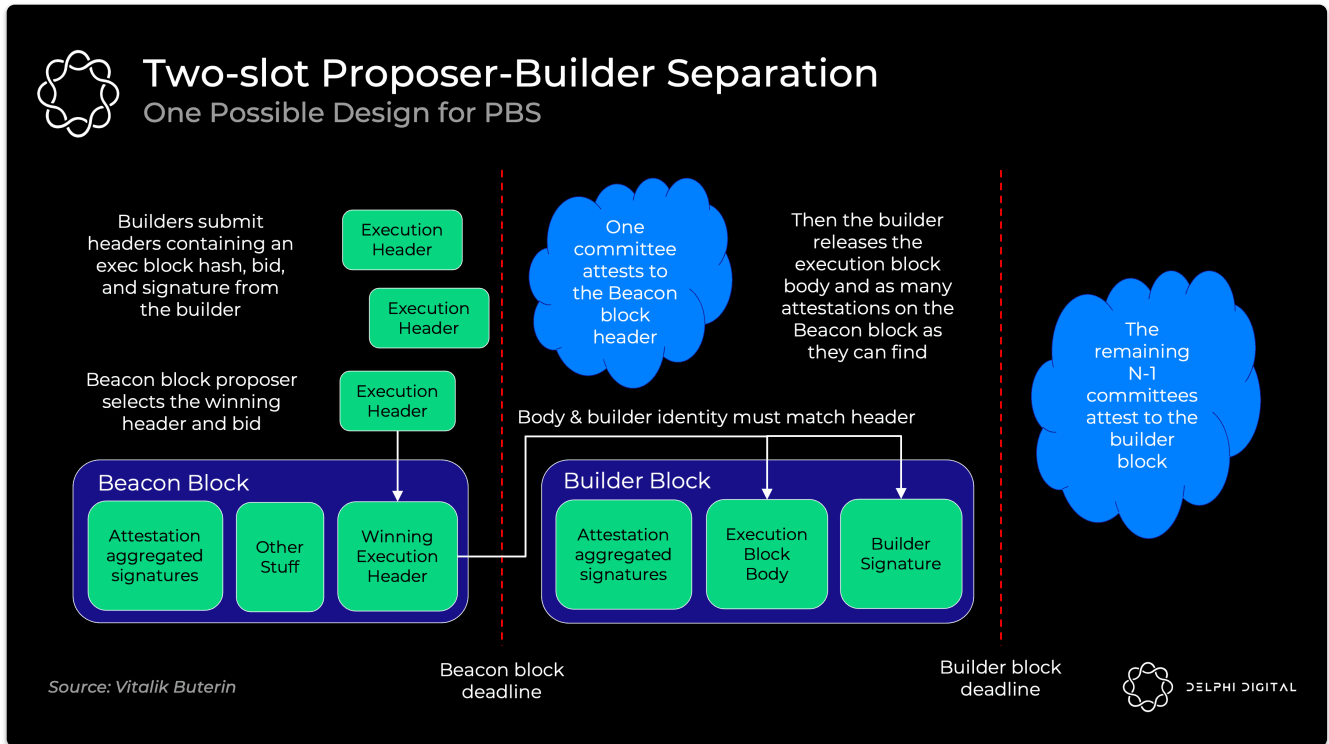 Two-slot Proposer-Builder Separation
One Possible Design for PBS
Builders submit
headers containing an
exec block hash, bid,
and signature from
the builder
Execution
Header
Execution
Header
Beacon block proposer
selects the winning
header and bid
Execution
Header
One
committee
attests to
the Beacon
block
header
Then the builder
releases the
execution block
body and as many
attestations on the
Beacon block as
they can find
The
remaining
N-1
committees
attest to the
builder
block
Body & builder identity must match header
Beacon Block
Attestation
aggregated
signatures
Other
Stuff
Winning
Execution
Header
Builder Block
Attestation
aggregated
signatures
Execution
Block
Body
Builder
Signature
Beacon block
deadline
Builder block
deadline
Source: Vitalik Buterin
DELPHI DIGITAL